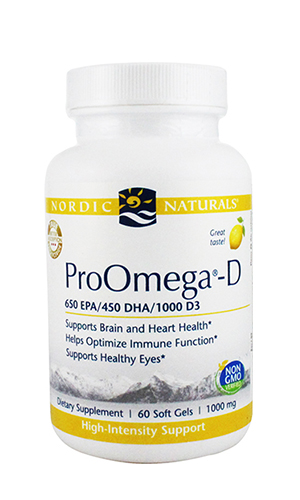 NORDIC NATURALS®
Great
taste!
ProOmega®-D
650 EPA/450 DHA/1000 D3
Supports Brain and Heart Health*
Helps Optimize Immune Function*
Supports Healthy Eyes*
NON
GMO
VERIFIED
Dietary Supplement | 60 Soft Gels | 1000 mg
High-Intensity Support